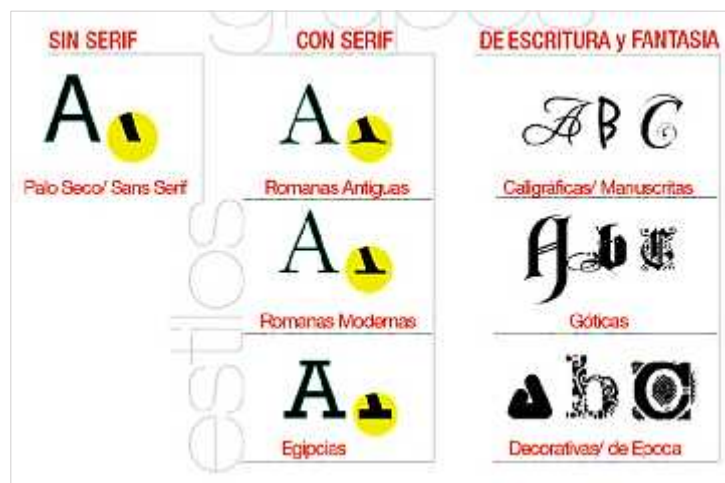 grupos
SIN SERIF
CON SERIF
DE ESCRITURA y FANTASIA
A
Palo Seco/ Sans Serif
A
Romanas Antiguas
A B C
Caligráficas/ Manuscritas
estilos
A
Romanas Modernas
A b C
Góticas
A
Egipcias
a b C
Decorativas/ de Epoca